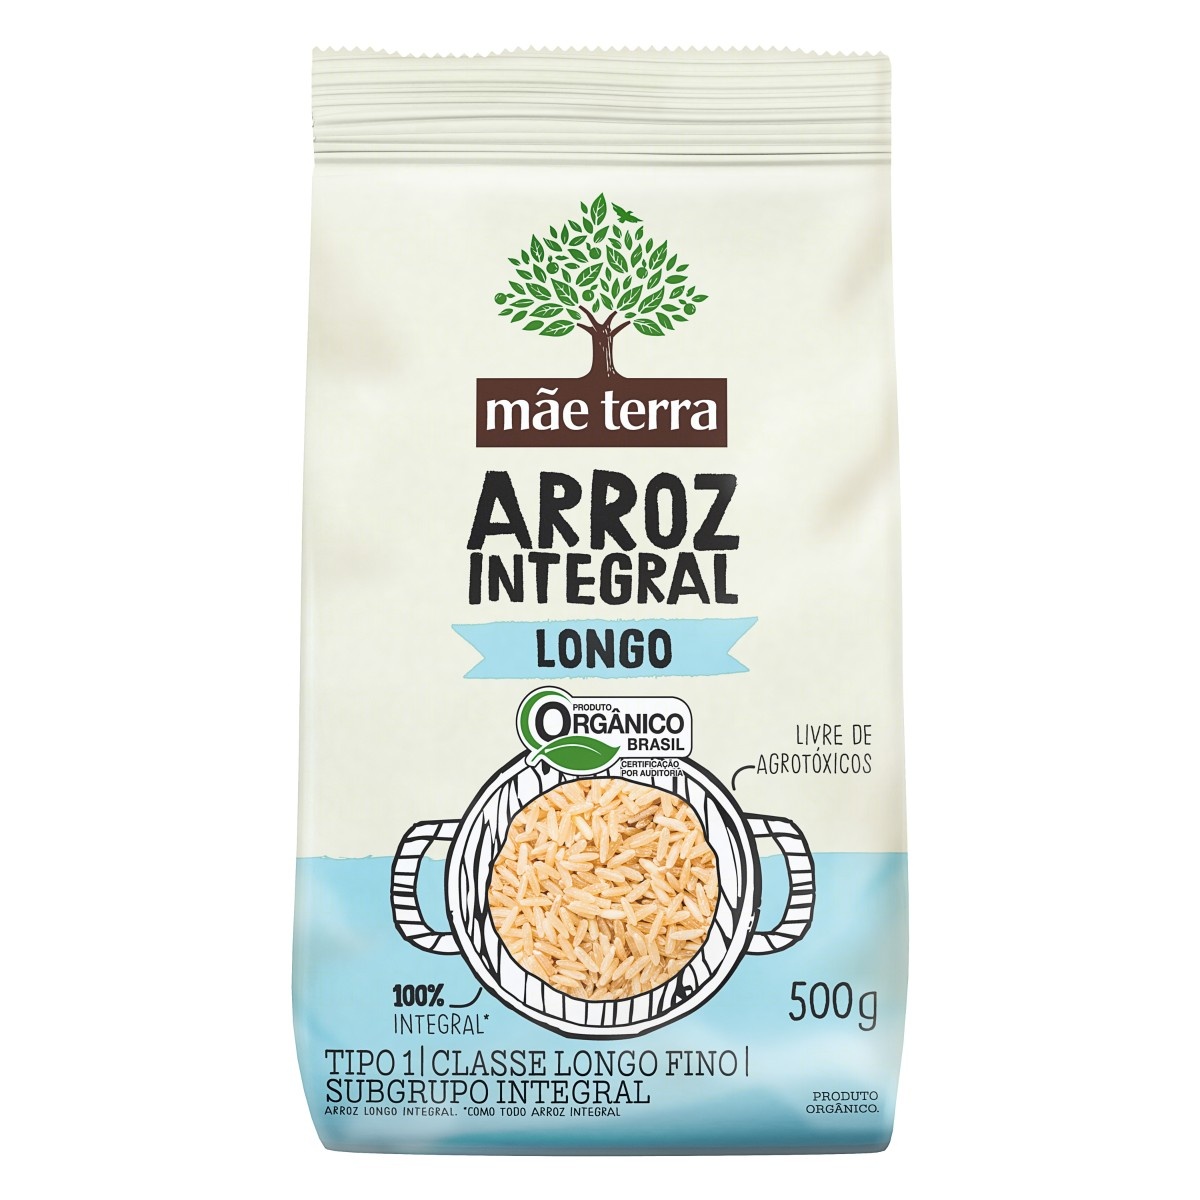 mãe terra
ARROZ
INTEGRAL
LONGO
PRODUTO
ORGÂNICO
BRASIL
CERTIFICAÇÃO
POR AUDITORIA
LIVRE DE
AGROTÓXICOS
100%
INTEGRAL*
500g
TIPO 1 | CLASSE LONGO FINO |
SUBGRUPO INTEGRAL
ARROZ LONGO INTEGRAL. *COMO TODO ARROZ INTEGRAL
PRODUTO
ORGÂNICO.